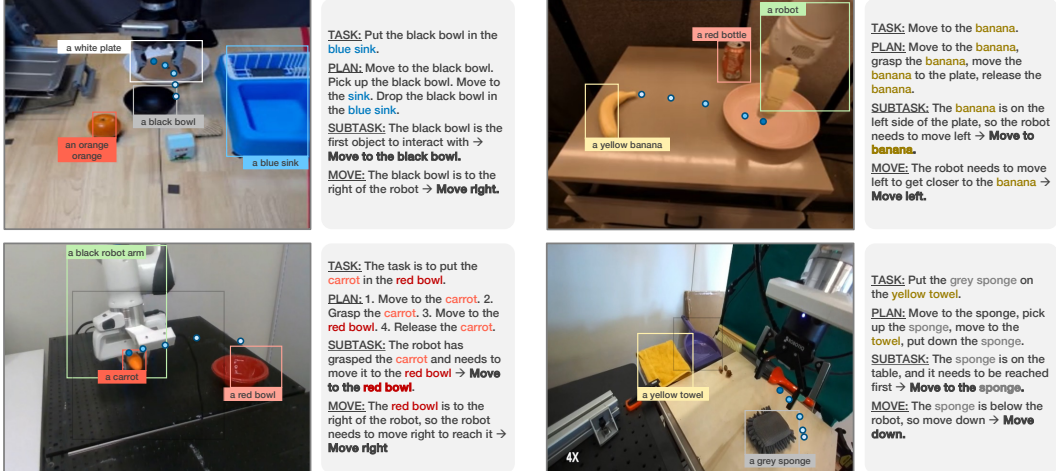 a white plate
a black bowl
an orange
orange
a blue sink
TASK: Put the black bowl in the
blue sink.
PLAN: Move to the black bowl.
Pick up the black bowl. Move to
the sink. Drop the black bowl in
the blue sink.
SUBTASK: The black bowl is the
first object to interact with →
Move to the black bowl.
MOVE: The black bowl is to the
right of the robot → Move right.
a robot
a red bottle
a yellow banana
TASK: Move to the banana.
PLAN: Move to the banana,
grasp the banana, move the
banana to the plate, release the
banana.
SUBTASK: The banana is on the
left side of the plate, so the robot
needs to move left → Move to
banana.
MOVE: The robot needs to move
left to get closer to the banana →
Move left.
a black robot arm
a carrot
a red bowl
TASK: The task is to put the
carrot in the red bowl.
PLAN: 1. Move to the carrot. 2.
Grasp the carrot. 3. Move to the
red bowl. 4. Release the carrot.
SUBTASK: The robot has
grasped the carrot and needs to
move it to the red bowl → Move
to the red bowl.
MOVE: The red bowl is to the
right of the robot, so the robot
needs to move right to reach it →
Move right
a yellow towel
a grey sponge
4X
TASK: Put the grey sponge on
the yellow towel.
PLAN: Move to the sponge, pick
up the sponge, move to the
towel, put down the sponge.
SUBTASK: The sponge is on the
table, and it needs to be reached
first → Move to the sponge.
MOVE: The sponge is below the
robot, so move down → Move
down.